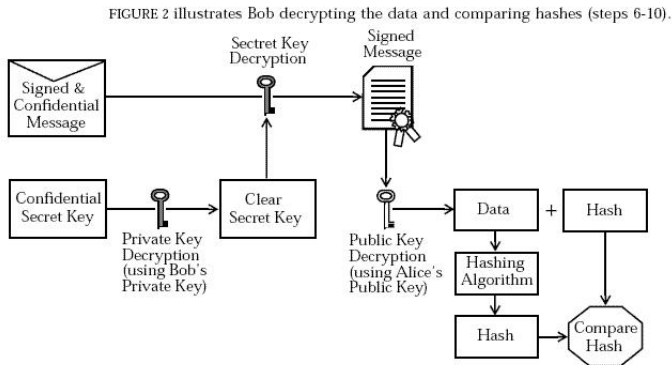 FIGURE 2 illustrates Bob decrypting the data and comparing hashes (steps 6-10).
Sectret Key
Decryption
Signed
Message
Signed &
Confidential
Message
Confidential
Secret Key
Clear
Secret Key
Private Key
Decryption
(using Bob's
Private Key)
Public Key
Decryption
(using Alice's
Public Key)
Data
+
Hash
Hashing
Algorithm
Hash
Compare
Hash